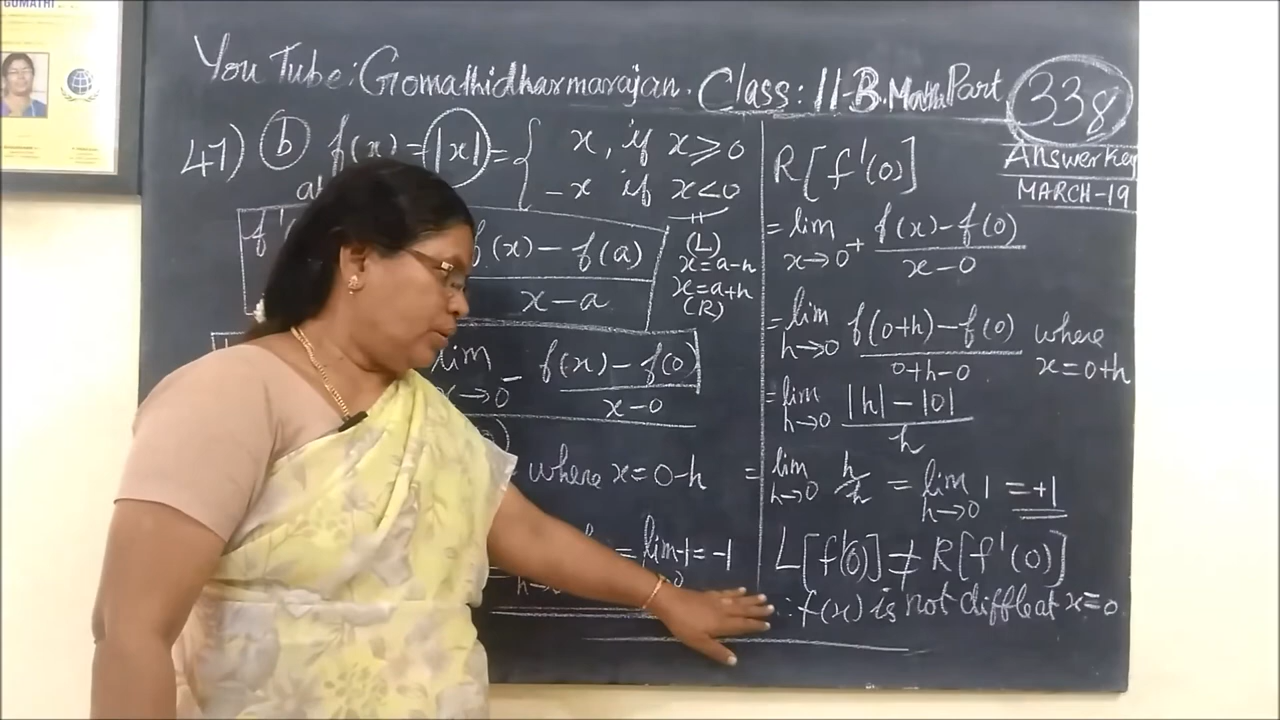 GOMATHI
You Tube: Gomathidharmarajan. Class: 11-B.Maths Part 338
Answer Key
MARCH-19
47) b f(x) = |x| = { x, if x ≥ 0
-x if x < 0
f'( f(x) - f(a)
x - a
(L)
x = a-h
x = a+h
(R)
lim x→0⁻ f(x) - f(0)
x-0
where x = 0-h
= lim -1 = -1
R[f'(0)]
= lim x→0⁺ f(x) - f(0)
x - 0
= lim h→0 f(0+h) - f(0) where
0+h-0 x = 0+h
= lim h→0 |h| - |0|
h
= lim h→0 h/h = lim h→0 1 = +1
L[f'(0)] ≠ R[f'(0)]
∴ f(x) is not diffle at x = 0